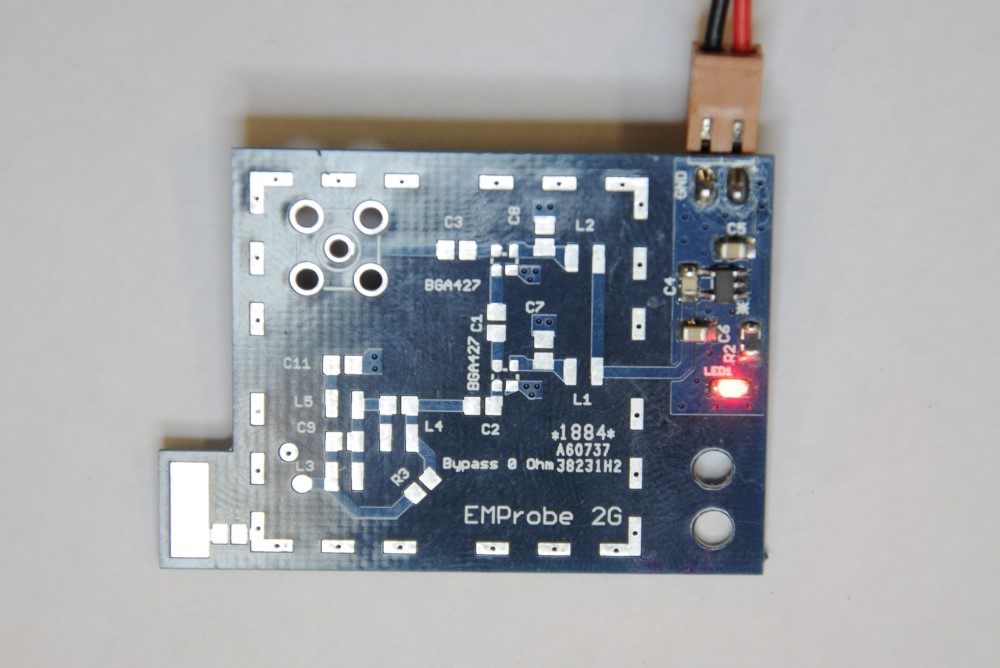 GND
C8
C3
L2
C5
BGA427
C4
C7
C1
C6
BGA427
R2
C11
LED1
L5
L1
C9
L4
C2
*1884*
A60737
L3
Bypass 0 Ohm 38231H2
R3
EMProbe 2G